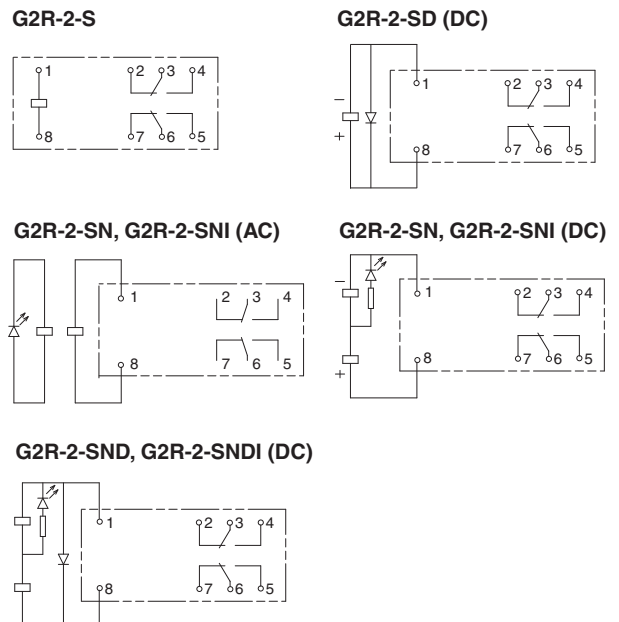 G2R-2-S
1 2 3 4
8 7 6 5
G2R-2-SD (DC)
1 2 3 4
−
+
8 7 6 5
G2R-2-SN, G2R-2-SNI (AC)
1 2 3 4
8 7 6 5
G2R-2-SN, G2R-2-SNI (DC)
−
1 2 3 4
8 7 6 5
+
G2R-2-SND, G2R-2-SNDI (DC)
1 2 3 4
8 7 6 5